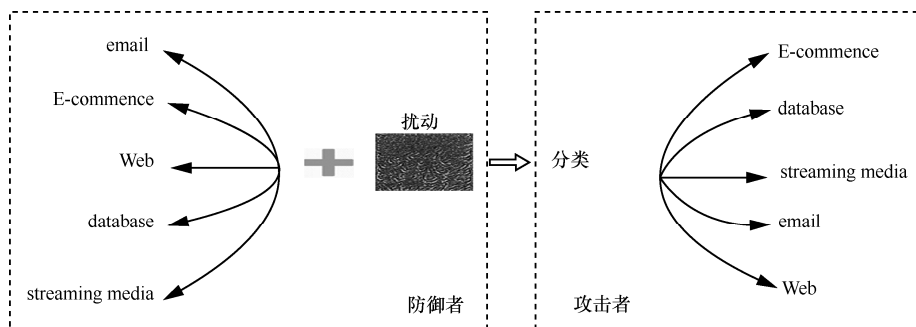 email
E-commence
Web
database
streaming media
扰动
防御者
分类
E-commence
database
streaming media
email
Web
攻击者